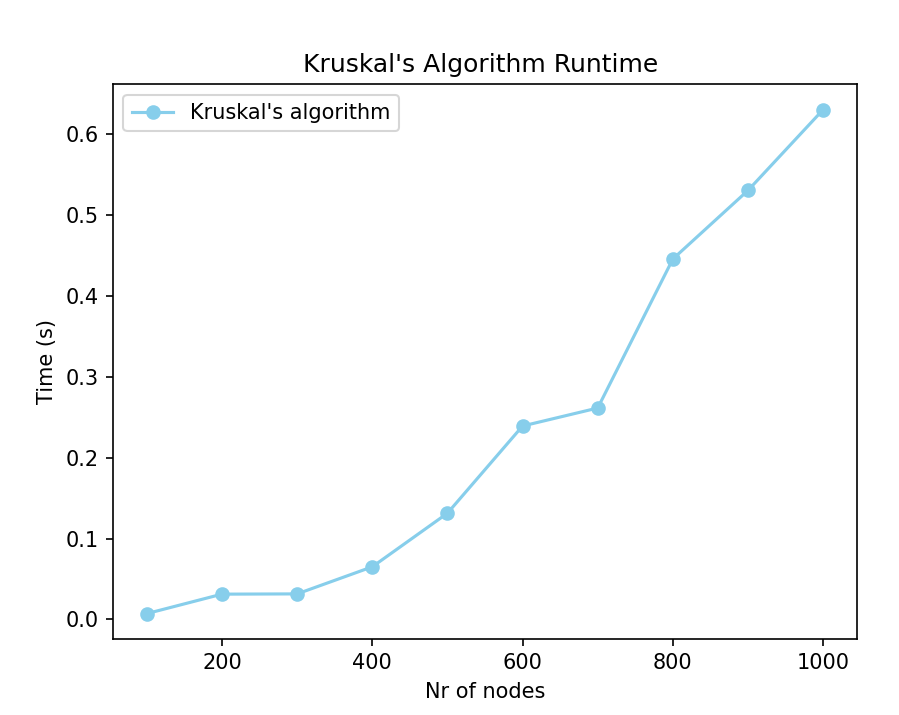 Kruskal's Algorithm Runtime
Kruskal's algorithm
0.6
0.5
0.4
0.3
0.2
0.1
0.0
Time (s)
200 400 600 800 1000
Nr of nodes